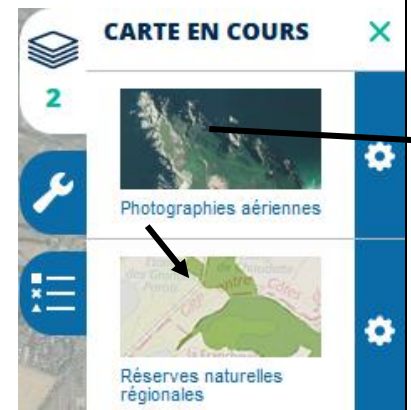 CARTE EN COURS
2
Photographies aériennes
Réserves naturelles
régionales